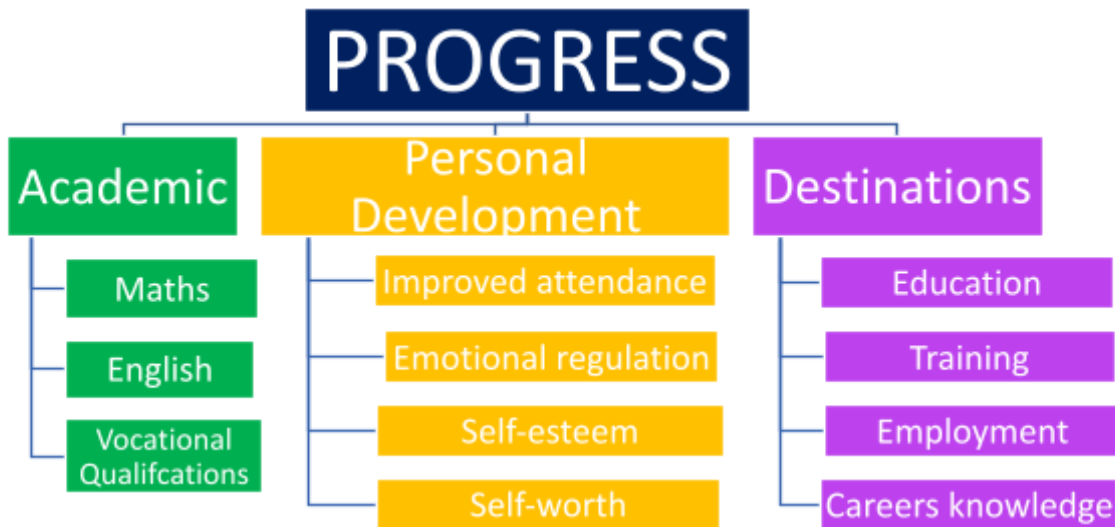 PROGRESS
Academic
Maths
English
Vocational
Qualifcations
Personal
Development
Improved attendance
Emotional regulation
Self-esteem
Self-worth
Destinations
Education
Training
Employment
Careers knowledge